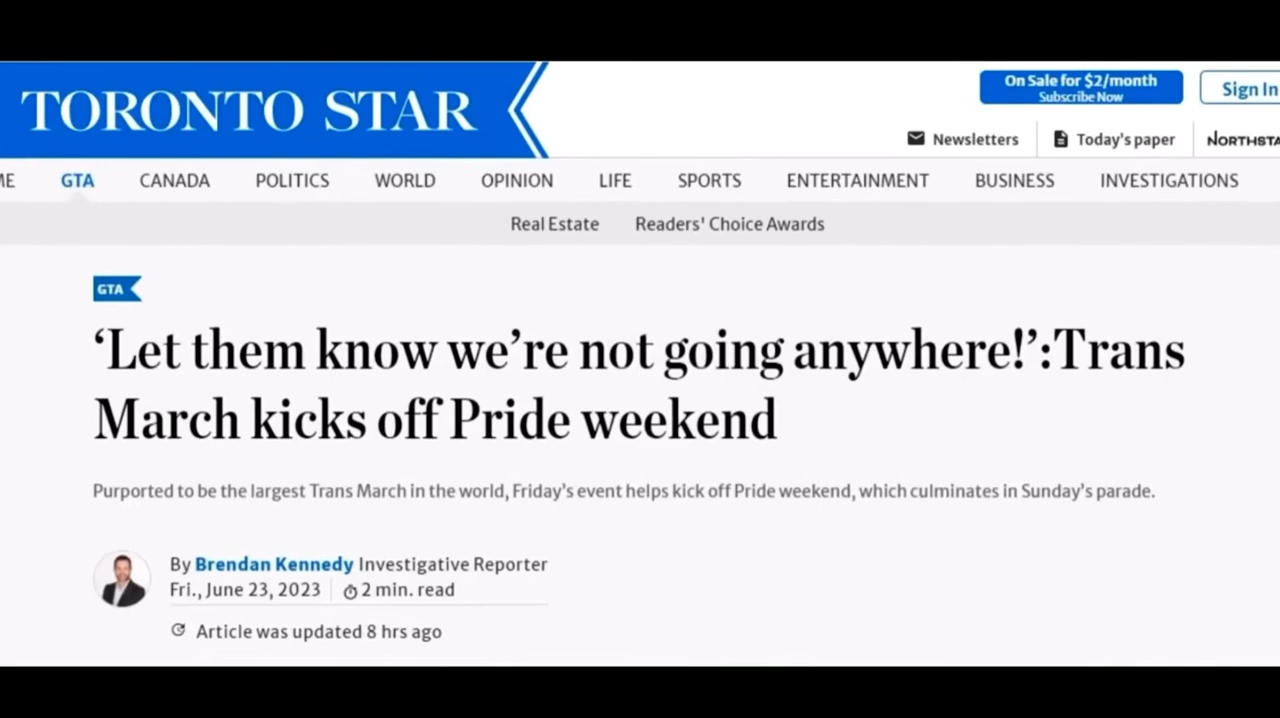 TORONTO STAR
On Sale for $2/month
Subscribe Now
Sign In
Newsletters
Today's paper
GTA CANADA POLITICS WORLD OPINION LIFE SPORTS ENTERTAINMENT BUSINESS INVESTIGATIONS
Real Estate Readers' Choice Awards
GTA
‘Let them know we’re not going anywhere!’:Trans
March kicks off Pride weekend
Purported to be the largest Trans March in the world, Friday’s event helps kick off Pride weekend, which culminates in Sunday’s parade.
By Brendan Kennedy Investigative Reporter
Fri., June 23, 2023 2 min. read
Article was updated 8 hrs ago